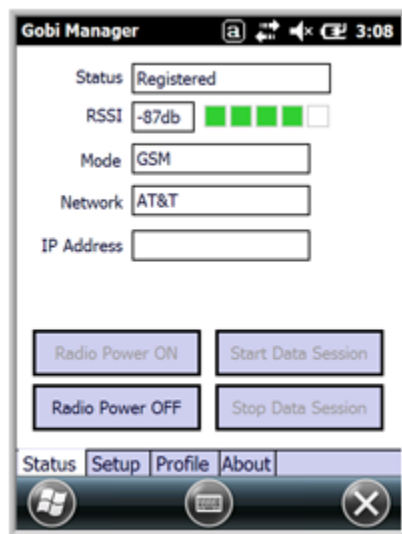 Gobi Manager a 3:08
Status Registered
RSSI -87db
Mode GSM
Network AT&T
IP Address
Radio Power ON Start Data Session
Radio Power OFF Stop Data Session
Status Setup Profile About